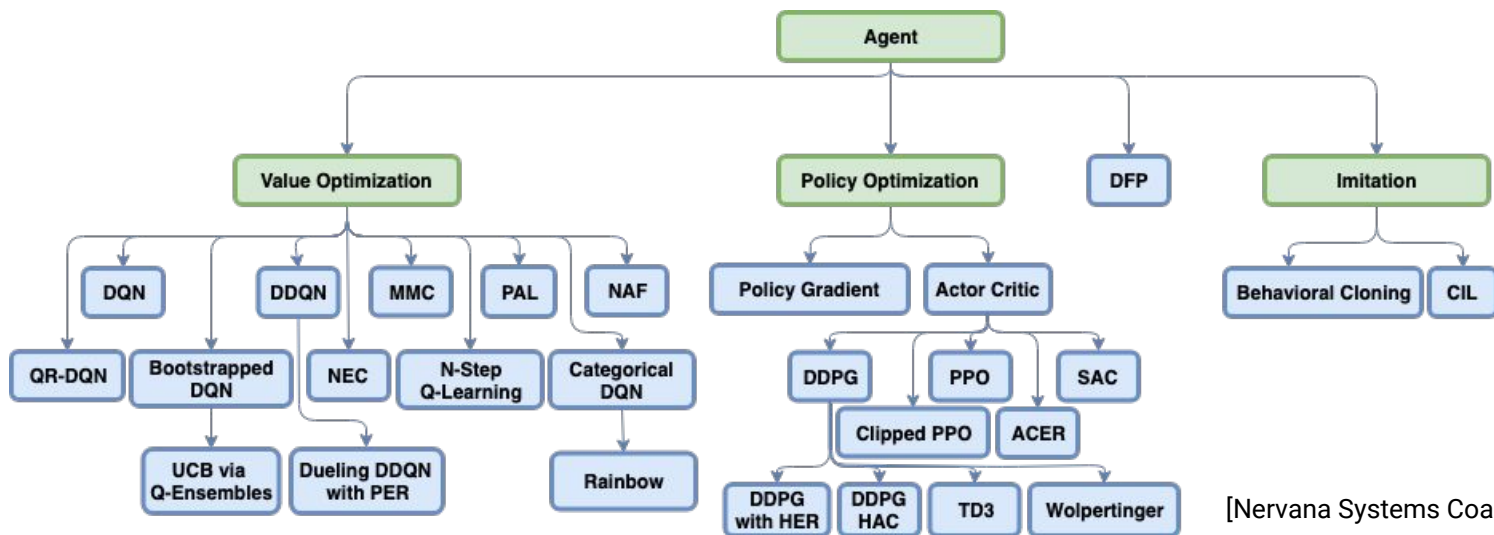 Agent
Value Optimization
Policy Optimization
DFP
Imitation
DQN
DDQN
MMC
PAL
NAF
Policy Gradient
Actor Critic
Behavioral Cloning
CIL
QR-DQN
Bootstrapped
DQN
NEC
N-Step
Q-Learning
Categorical
DQN
DDPG
PPO
SAC
Clipped PPO
ACER
UCB via
Q-Ensembles
Dueling DDQN
with PER
Rainbow
DDPG
with HER
DDPG
HAC
TD3
Wolpertinger
[Nervana Systems Coa